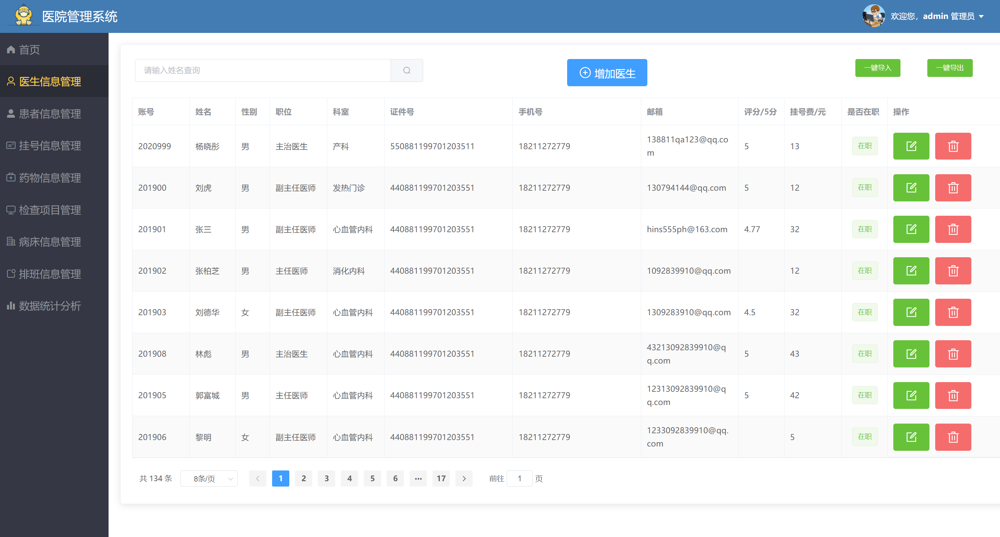 医院管理系统
欢迎您，admin 管理员
首页
医生信息管理
患者信息管理
挂号信息管理
药物信息管理
检查项目管理
病床信息管理
排班信息管理
数据统计分析
请输入姓名查询
增加医生
一键导入
一键导出
账号 姓名 性别 职位 科室 证件号 手机号 邮箱 评分/5分 挂号费/元 是否在职 操作
2020999 杨晓彤 男 主治医生 产科 550881199701203511 18211272779 138811qa123@qq.co 5 13 在职
m
201900 刘虎 男 副主任医师 发热门诊 440881199701203551 18211272779 130794144@qq.com 5 12 在职
201901 张三 男 副主任医师 心血管内科 440881199701203551 18211272779 hins555ph@163.com 4.77 32 在职
201902 张柏芝 男 主任医师 消化内科 440881199701203551 18211272779 1092839910@qq.com 12 在职
201903 刘德华 女 副主任医师 心血管内科 440881199701203551 18211272779 1309283910@qq.com 4.5 32 在职
201908 林彪 男 主治医生 心血管内科 440881199701203551 18211272779 43213092839910@q 5 43 在职
q.com
201905 郭富城 男 主任医师 心血管内科 440881199701203551 18211272779 12313092839910@q 5 42 在职
q.com
201906 黎明 女 副主任医师 心血管内科 440881199701203551 18211272779 1233092839910@qq. 5 在职
com
共 134 条 8条/页 1 2 3 4 5 6 ··· 17 前往 1 页